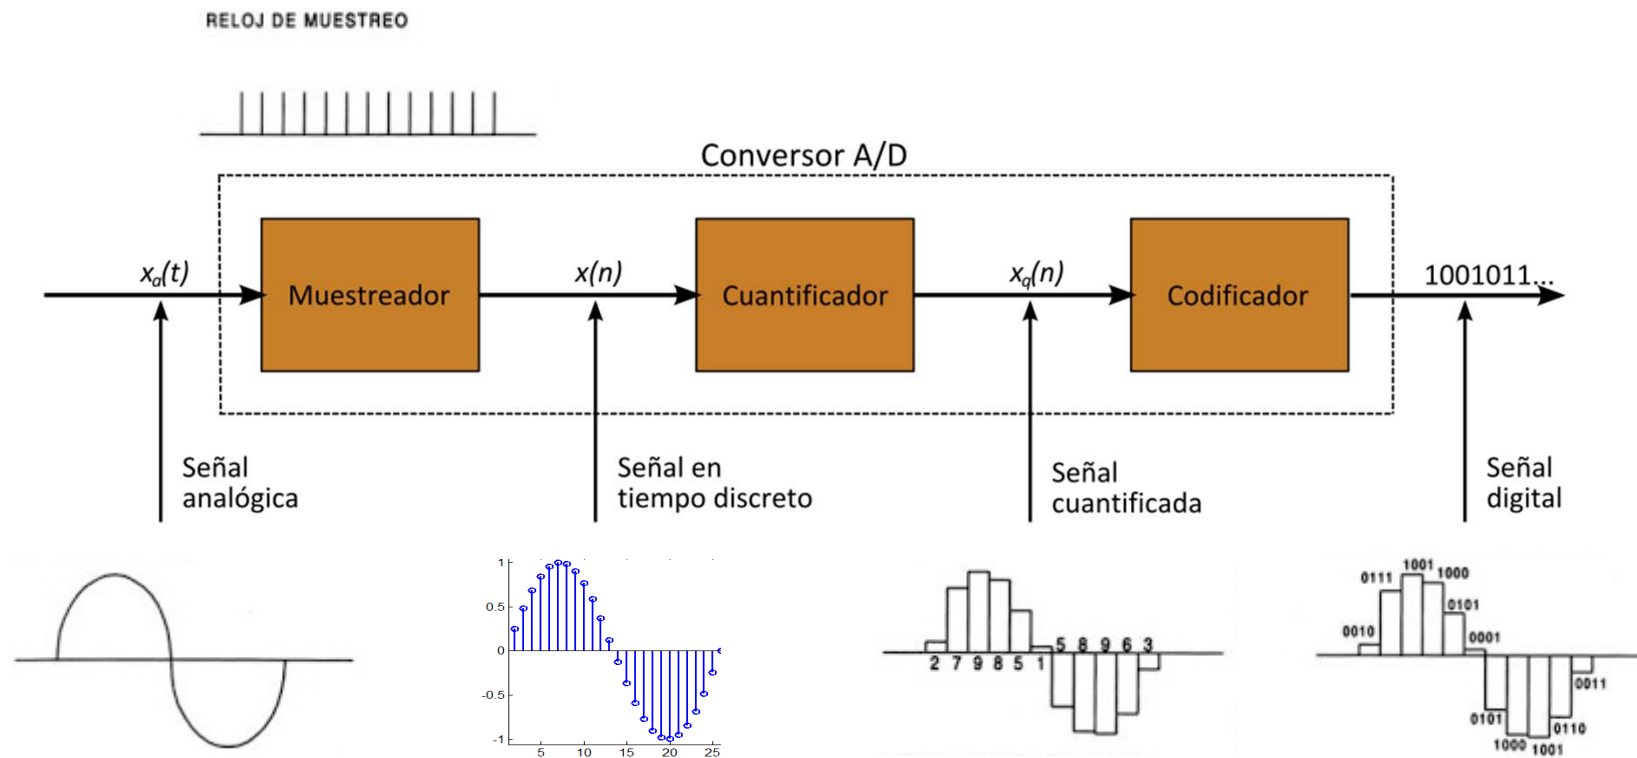 RELOJ DE MUESTREO
Conversor A/D
xa(t)
Muestreador
x(n)
Cuantificador
xq(n)
Codificador
1001011...
Señal
analógica
Señal en
tiempo discreto
Señal
cuantificada
Señal
digital
1
0.5
0
-0.5
-1
5 10 15 20 25
5 8 9 6 3
2 7 9 8 5 1
1001
0111 1000
0101
0010 0001
0011
0101 0110
1000 1001